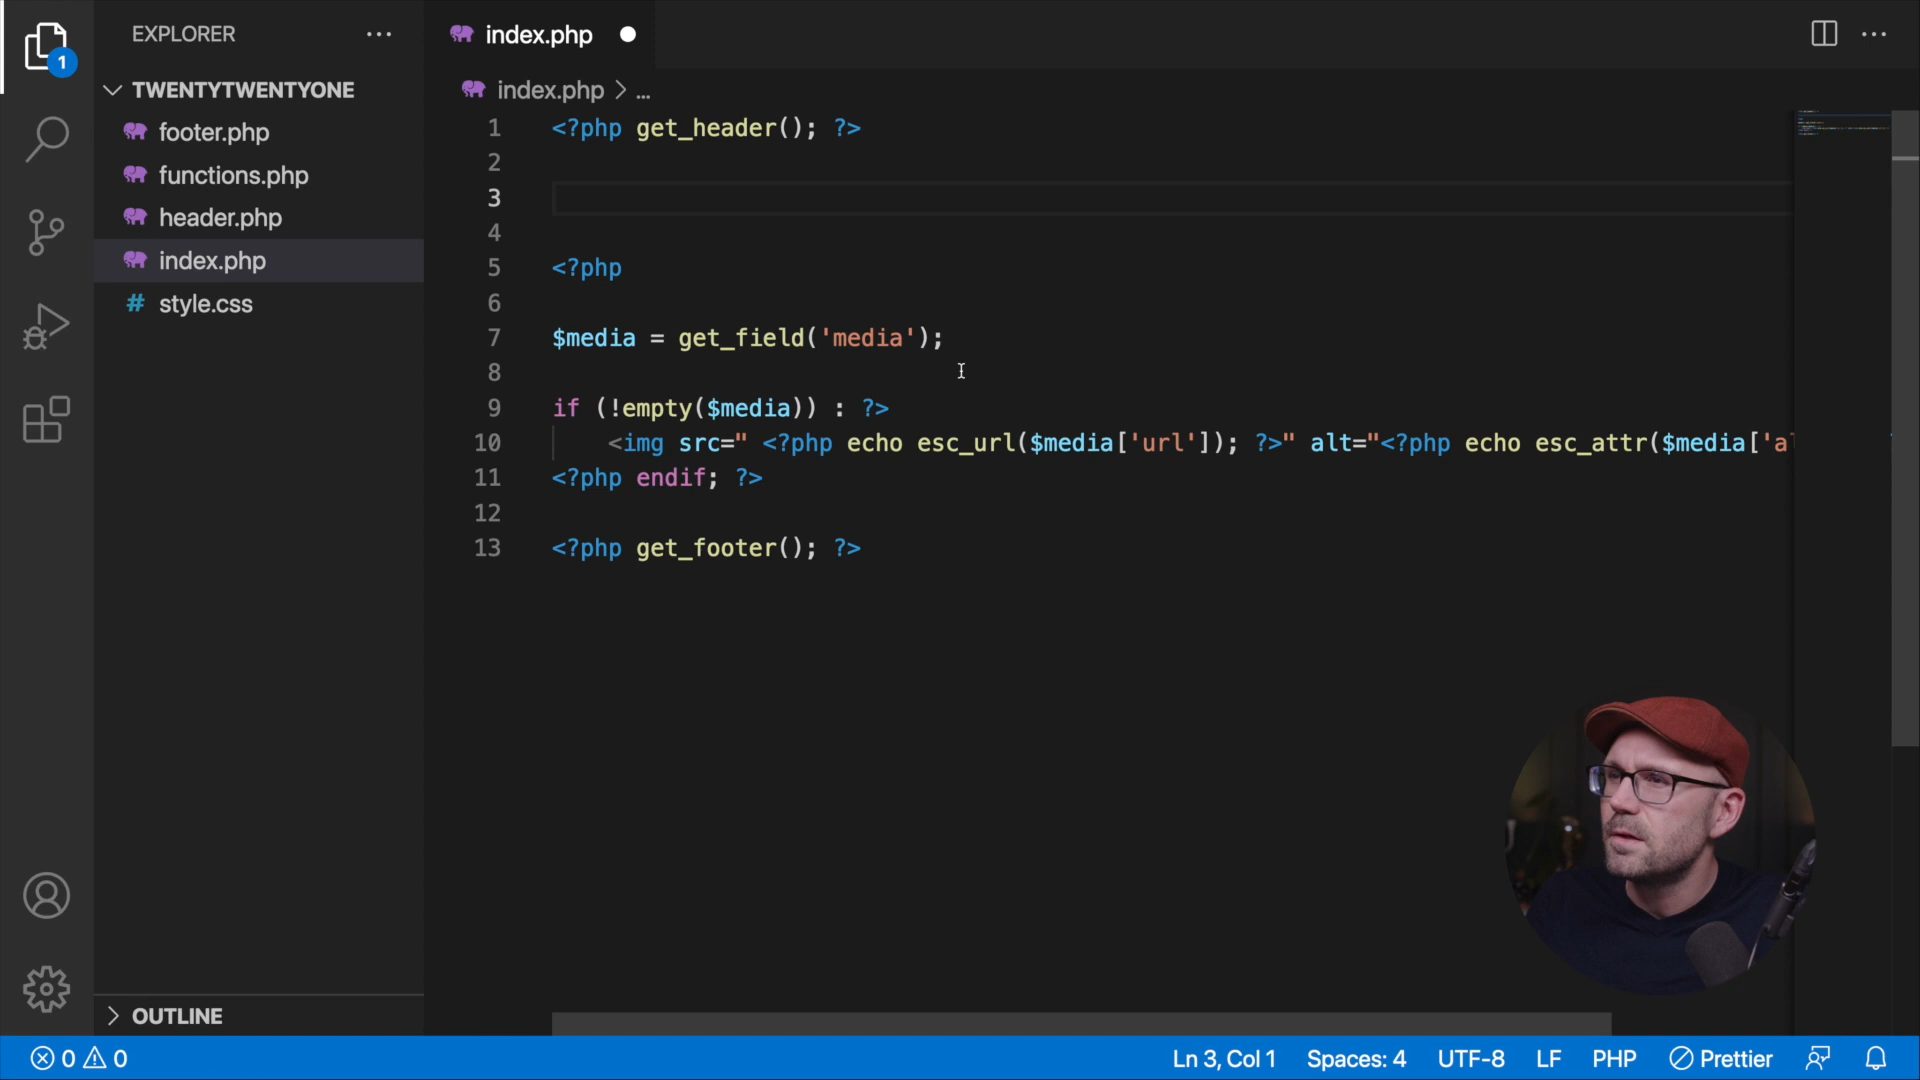 EXPLORER
1
TWENTYTWENTYONE
footer.php
functions.php
header.php
index.php
# style.css
OUTLINE
index.php
index.php > ...
1 <?php get_header(); ?>
2
3
4
5 <?php
6
7 $media = get_field('media');
8
9 if (!empty($media)) : ?>
10 <img src=" <?php echo esc_url($media['url']); ?>" alt="<?php echo esc_attr($media['al
11 <?php endif; ?>
12
13 <?php get_footer(); ?>
0 0
Ln 3, Col 1 Spaces: 4 UTF-8 LF PHP Prettier